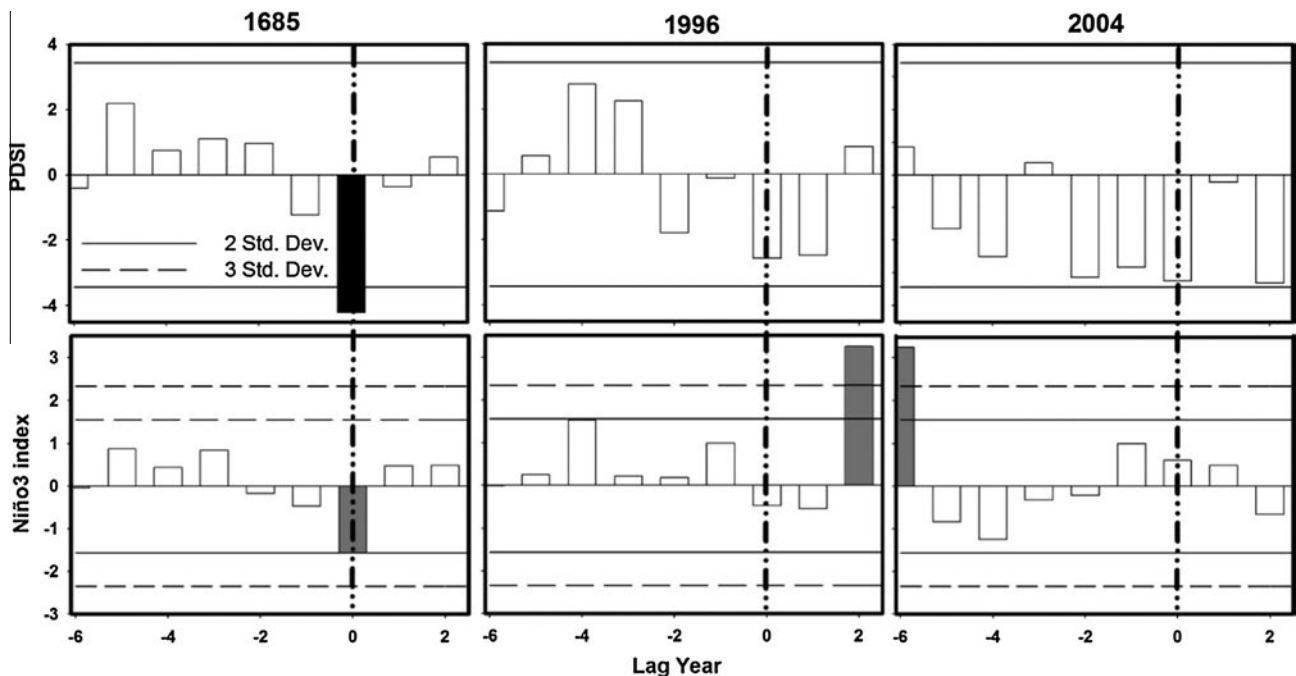 1685 1996 2004
4
2
0
-2
-4
PDSI
2 Std. Dev.
3 Std. Dev.
3
2
1
0
-1
-2
-3
Niño3 index
-6 -4 -2 0 2 -6 -4 -2 0 2 -6 -4 -2 0 2
Lag Year